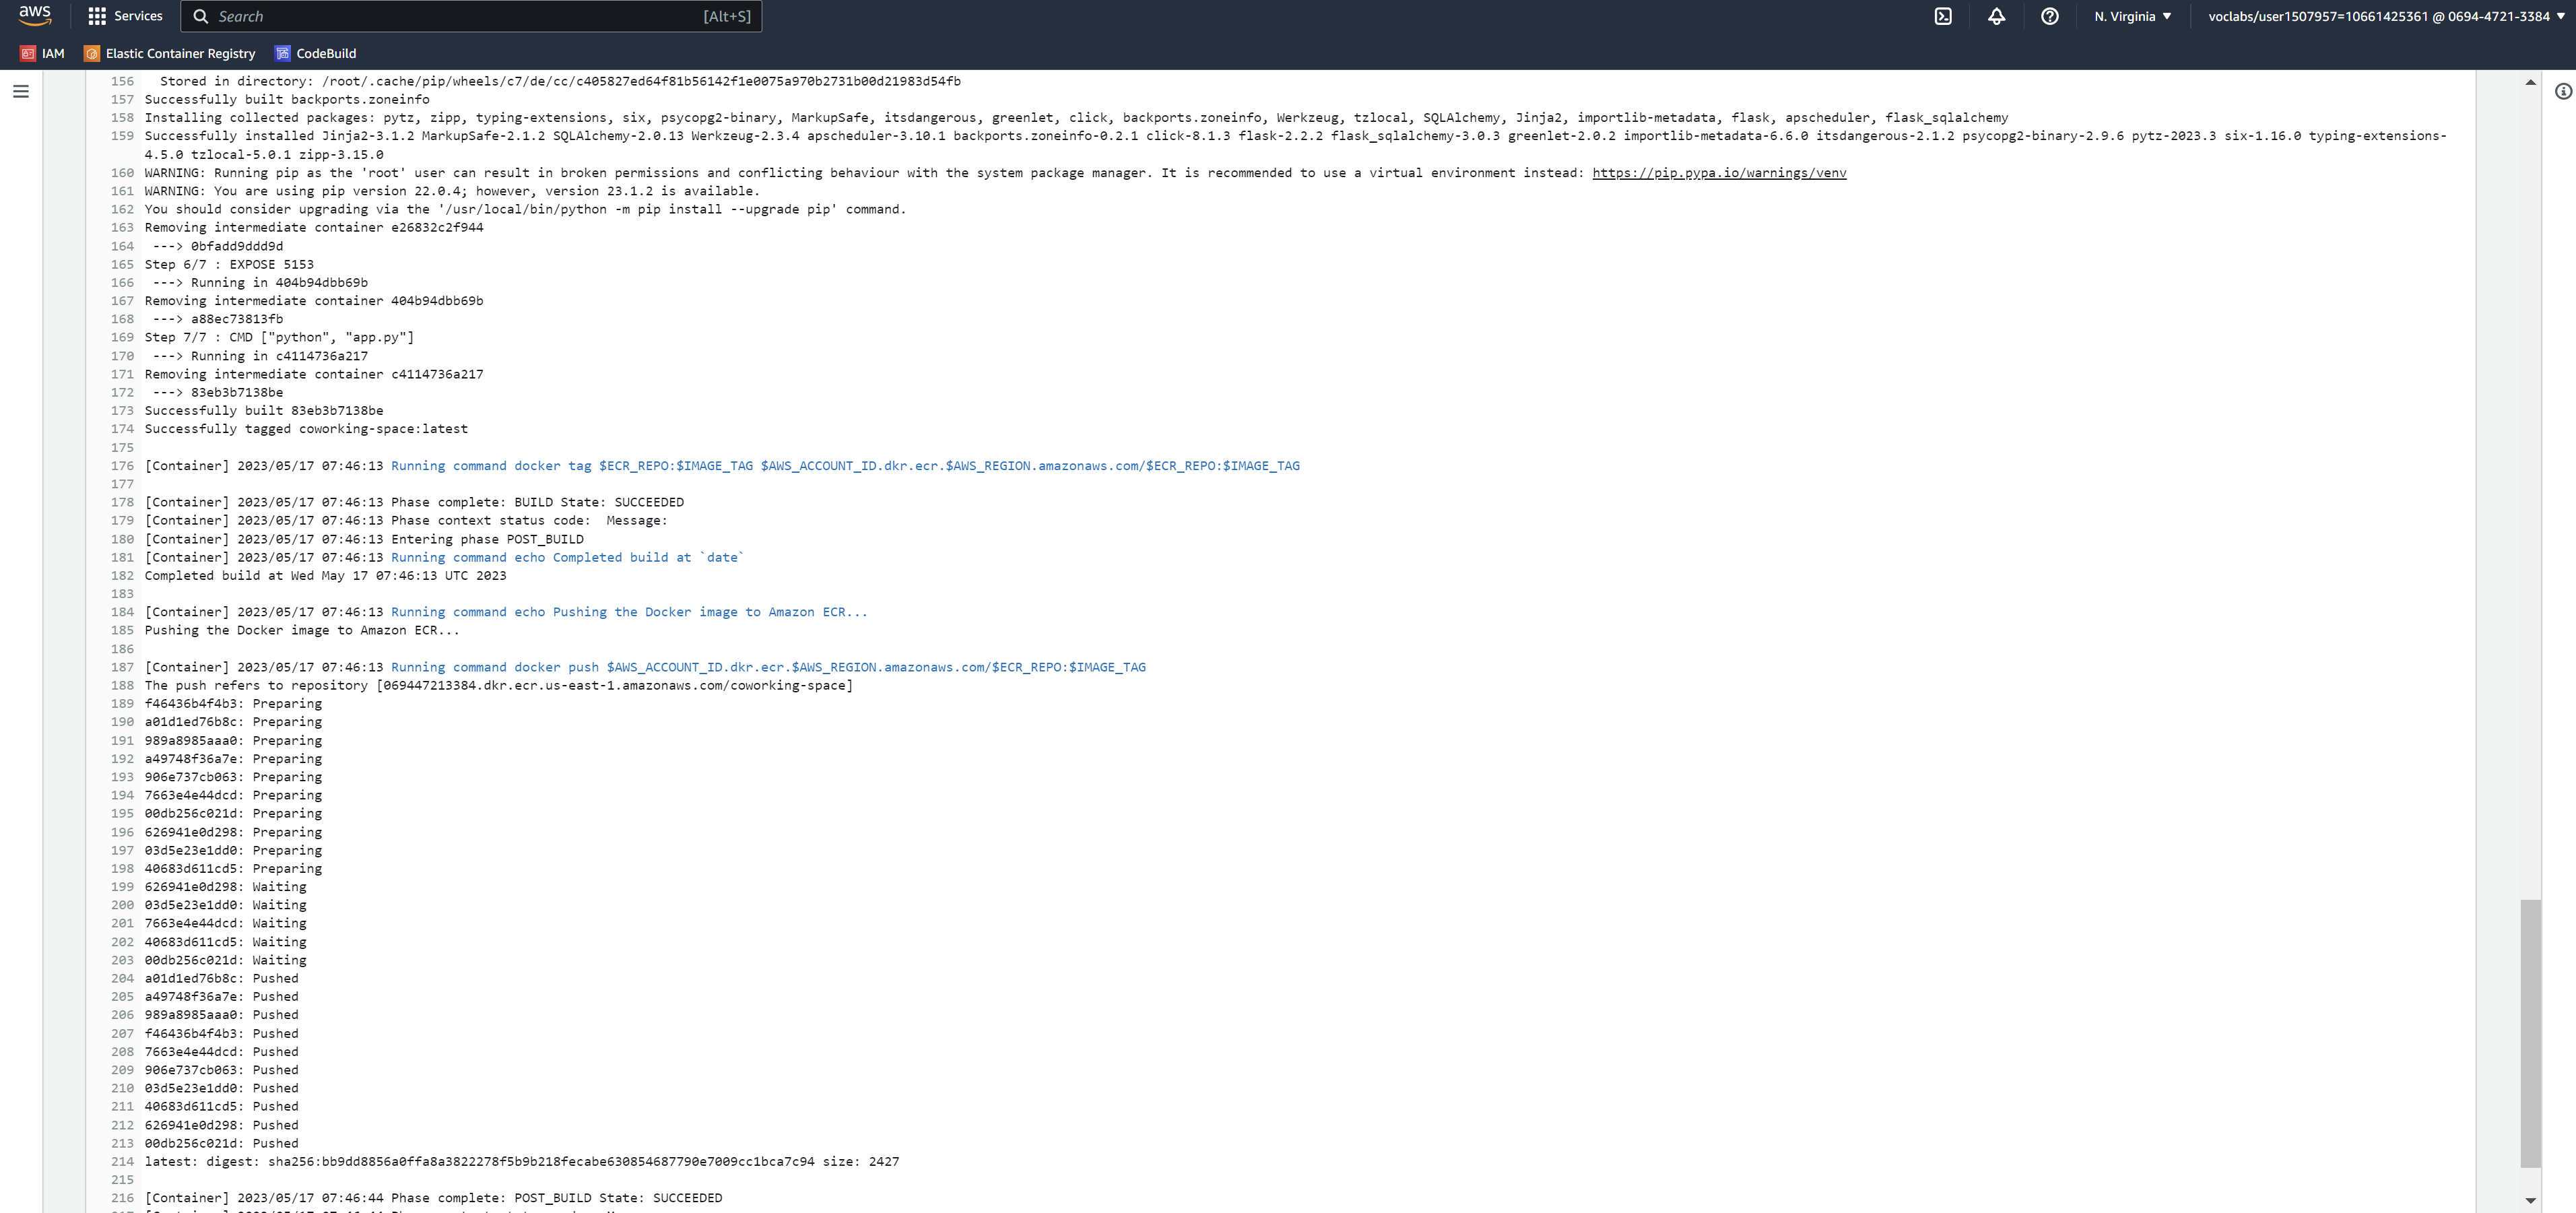 aws
Services
Search
[Alt+S]
N. Virginia
voclabs/user1507957=10661425361 @ 0694-4721-3384
IAM
Elastic Container Registry
CodeBuild
156 Stored in directory: /root/.cache/pip/wheels/c7/de/cc/c405827ed64f81b56142f1e0075a970b2731b00d21983d54fb
157 Successfully built backports.zoneinfo
158 Installing collected packages: pytz, zipp, typing-extensions, six, psycopg2-binary, MarkupSafe, itsdangerous, greenlet, click, backports.zoneinfo, Werkzeug, tzlocal, SQLAlchemy, Jinja2, importlib-metadata, flask, apscheduler, flask_sqlalchemy
159 Successfully installed Jinja2-3.1.2 MarkupSafe-2.1.2 SQLAlchemy-2.0.13 Werkzeug-2.3.4 apscheduler-3.10.1 backports.zoneinfo-0.2.1 click-8.1.3 flask-2.2.2 flask_sqlalchemy-3.0.3 greenlet-2.0.2 importlib-metadata-6.6.0 itsdangerous-2.1.2 psycopg2-binary-2.9.6 pytz-2023.3 six-1.16.0 typing-extensions-
4.5.0 tzlocal-5.0.1 zipp-3.15.0
160 WARNING: Running pip as the 'root' user can result in broken permissions and conflicting behaviour with the system package manager. It is recommended to use a virtual environment instead: https://pip.pypa.io/warnings/venv
161 WARNING: You are using pip version 22.0.4; however, version 23.1.2 is available.
162 You should consider upgrading via the '/usr/local/bin/python -m pip install --upgrade pip' command.
163 Removing intermediate container e26832c2f944
164 ---> 0bfadd9ddd9d
165 Step 6/7 : EXPOSE 5153
166 ---> Running in 404b94dbb69b
167 Removing intermediate container 404b94dbb69b
168 ---> a88ec73813fb
169 Step 7/7 : CMD ["python", "app.py"]
170 ---> Running in c4114736a217
171 Removing intermediate container c4114736a217
172 ---> 83eb3b7138be
173 Successfully built 83eb3b7138be
174 Successfully tagged coworking-space:latest
175
176 [Container] 2023/05/17 07:46:13 Running command docker tag $ECR_REPO:$IMAGE_TAG $AWS_ACCOUNT_ID.dkr.ecr.$AWS_REGION.amazonaws.com/$ECR_REPO:$IMAGE_TAG
177
178 [Container] 2023/05/17 07:46:13 Phase complete: BUILD State: SUCCEEDED
179 [Container] 2023/05/17 07:46:13 Phase context status code:  Message:
180 [Container] 2023/05/17 07:46:13 Entering phase POST_BUILD
181 [Container] 2023/05/17 07:46:13 Running command echo Completed build at `date`
182 Completed build at Wed May 17 07:46:13 UTC 2023
183
184 [Container] 2023/05/17 07:46:13 Running command echo Pushing the Docker image to Amazon ECR...
185 Pushing the Docker image to Amazon ECR...
186
187 [Container] 2023/05/17 07:46:13 Running command docker push $AWS_ACCOUNT_ID.dkr.ecr.$AWS_REGION.amazonaws.com/$ECR_REPO:$IMAGE_TAG
188 The push refers to repository [069447213384.dkr.ecr.us-east-1.amazonaws.com/coworking-space]
189 f46436b4f4b3: Preparing
190 a01d1ed76b8c: Preparing
191 989a8985aaa0: Preparing
192 a49748f36a7e: Preparing
193 906e737cb063: Preparing
194 7663e4e44dcd: Preparing
195 00db256c021d: Preparing
196 626941e0d298: Preparing
197 03d5e23e1dd0: Preparing
198 40683d611cd5: Preparing
199 626941e0d298: Waiting
200 03d5e23e1dd0: Waiting
201 7663e4e44dcd: Waiting
202 40683d611cd5: Waiting
203 00db256c021d: Waiting
204 a01d1ed76b8c: Pushed
205 a49748f36a7e: Pushed
206 989a8985aaa0: Pushed
207 f46436b4f4b3: Pushed
208 7663e4e44dcd: Pushed
209 906e737cb063: Pushed
210 03d5e23e1dd0: Pushed
211 40683d611cd5: Pushed
212 626941e0d298: Pushed
213 00db256c021d: Pushed
214 latest: digest: sha256:bb9dd8856a0ffa8a3822278f5b9b218fecabe630854687790e7009cc1bca7c94 size: 2427
215
216 [Container] 2023/05/17 07:46:44 Phase complete: POST_BUILD State: SUCCEEDED